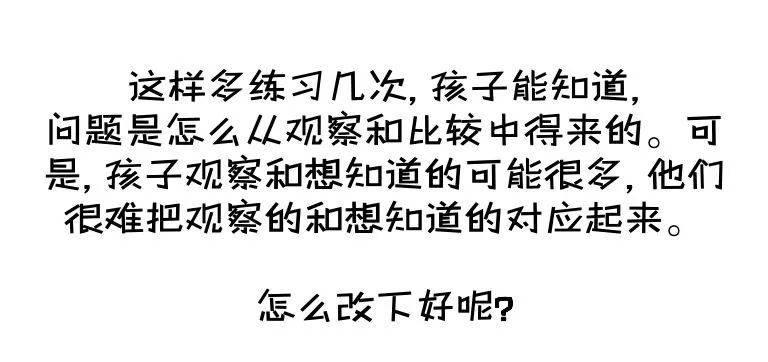 这样多练习几次，孩子能知道，
问题是怎么从观察和比较中得来的。可
是，孩子观察和想知道的可能很多，他们
很难把观察的和想知道的对应起来。
怎么改下好呢?